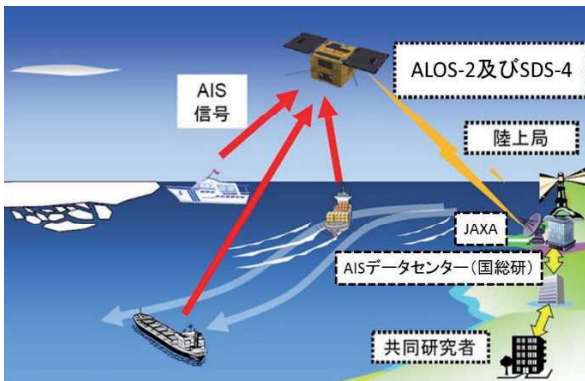 ALOS-2及びSDS-4
AIS
信号
陸上局
JAXA
AISデータセンター（国総研）
共同研究者